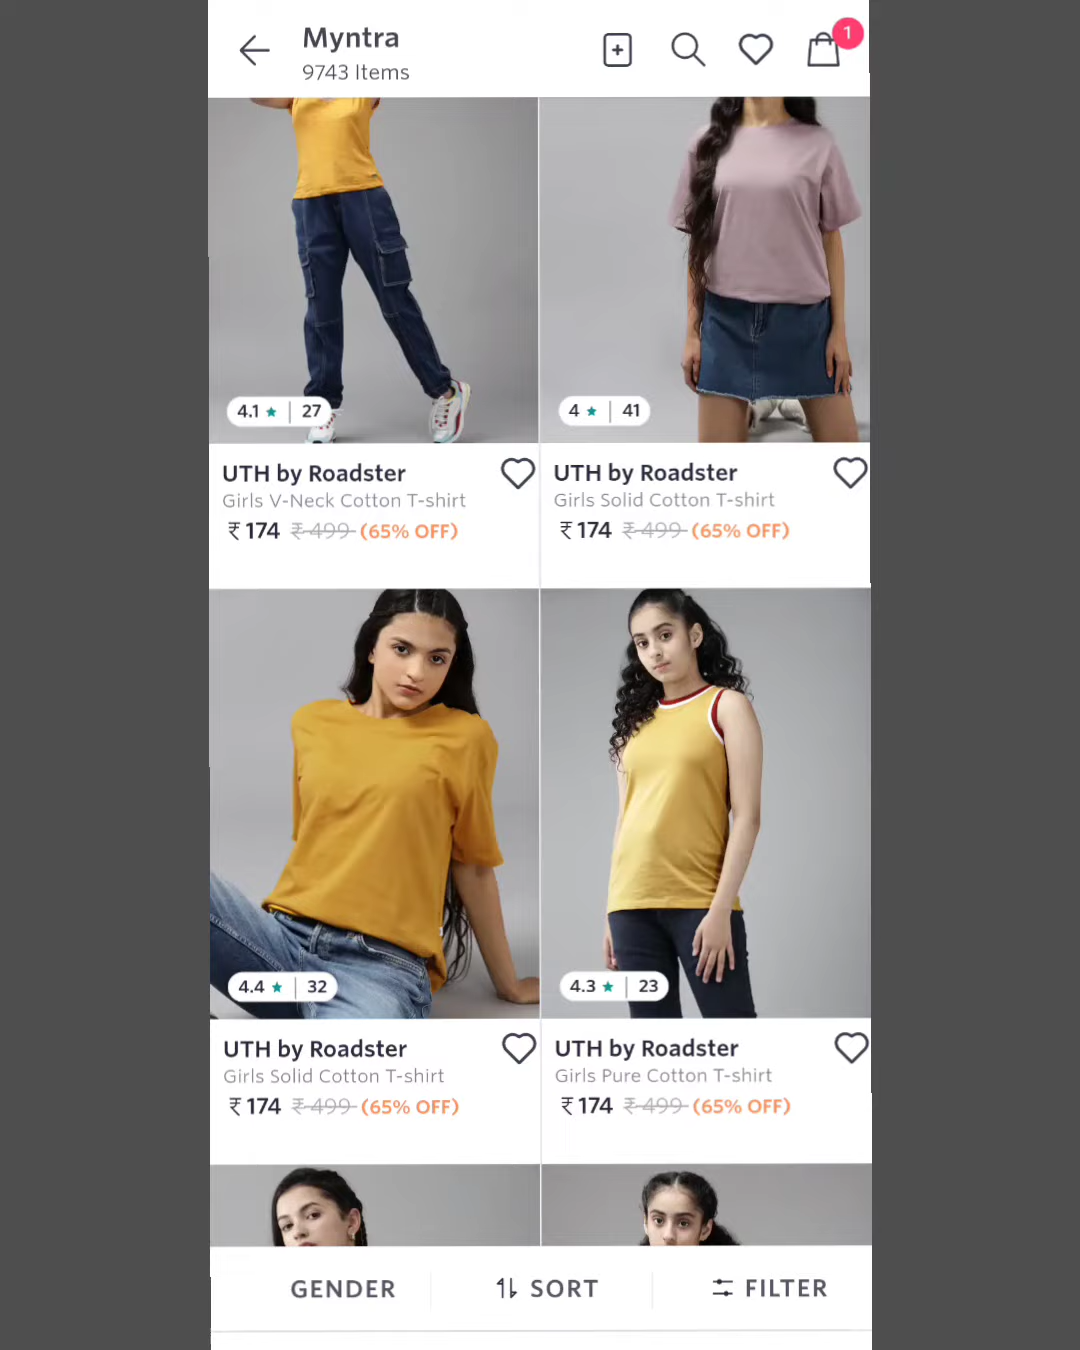 Myntra
9743 Items
1
4.1 ★ | 27
4 ★ | 41
UTH by Roadster
Girls V-Neck Cotton T-shirt
₹174 ₹499 (65% OFF)
UTH by Roadster
Girls Solid Cotton T-shirt
₹174 ₹499 (65% OFF)
4.4 ★ | 32
4.3 ★ | 23
UTH by Roadster
Girls Solid Cotton T-shirt
₹174 ₹499 (65% OFF)
UTH by Roadster
Girls Pure Cotton T-shirt
₹174 ₹499 (65% OFF)
GENDER
SORT
FILTER